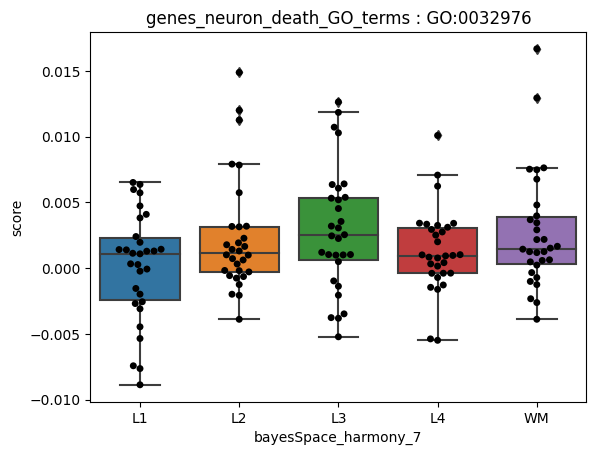 genes_neuron_death_GO_terms : GO:0032976
0.015
0.010
0.005
0.000
−0.005
−0.010
score
L1 L2 L3 L4 WM
bayesSpace_harmony_7